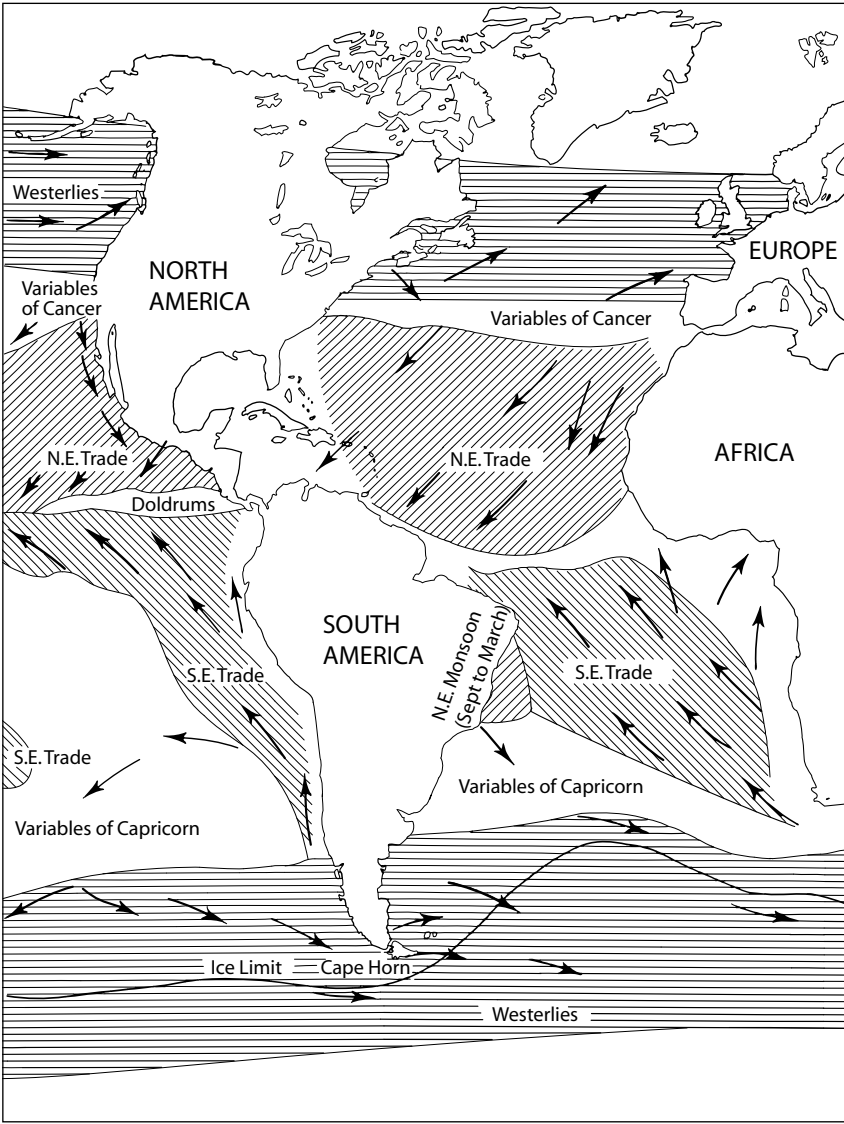 Westerlies
EUROPE
NORTH
AMERICA
Variables
of Cancer
Variables of Cancer
N.E. Trade
N.E. Trade
AFRICA
Doldrums
SOUTH
AMERICA
N.E. Monsoon
(Sept to March)
S.E. Trade
S.E. Trade
S.E. Trade
Variables of Capricorn
Variables of Capricorn
Ice Limit
Cape Horn
Westerlies